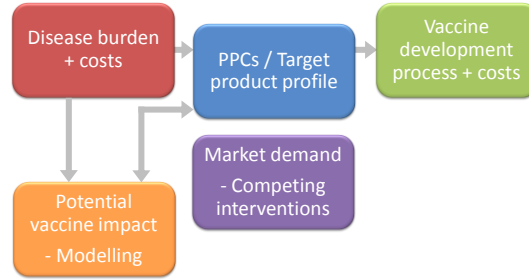 Disease burden
+ costs
PPCs / Target
product profile
Vaccine
development
process + costs
Market demand
- Competing
interventions
Potential
vaccine impact
- Modelling